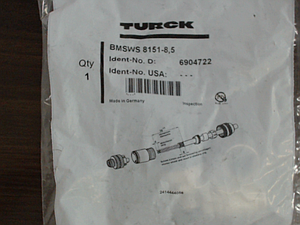 TURCK
BMSWS 8151-8,5
Qty Ident-No. D: 6904722
1 Ident-No. USA: - - -
Made in Germany